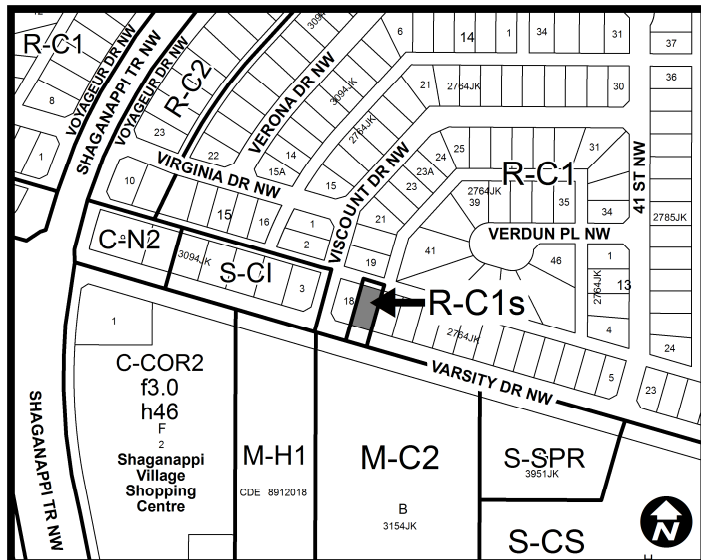 12
R-C1
8
1
VOYAGEUR DR NW
SHAGANAPPI TR NW
VOYAGEUR DR NW
R-C2
23
10
22
3094JK
VERONA DR NW
3094JK
14
15A
VIRGINIA DR NW
15
16
15
6
14
1
34
31
37
36
21
2764JK
30
2764JK
VISCOUNT DR NW
23
23A
24
25
21
19
1
2
R-C1
2764JK
39
35
31
34
41 ST NW
2785JK
VERDUN PL NW
41
46
1
13
2764JK
4
24
C-N2
3094JK
S-CI
3
18
R-C1s
2764JK
VARSITY DR NW
5
23
1
C-COR2
f3.0
h46
F
2
Shaganappi
Village
Shopping
Centre
SHAGANAPPI TR NW
SHAGANAPPI TR NW
M-H1
CDE 8912018
M-C2
B
3154JK
S-SPR
3951JK
S-CS
N